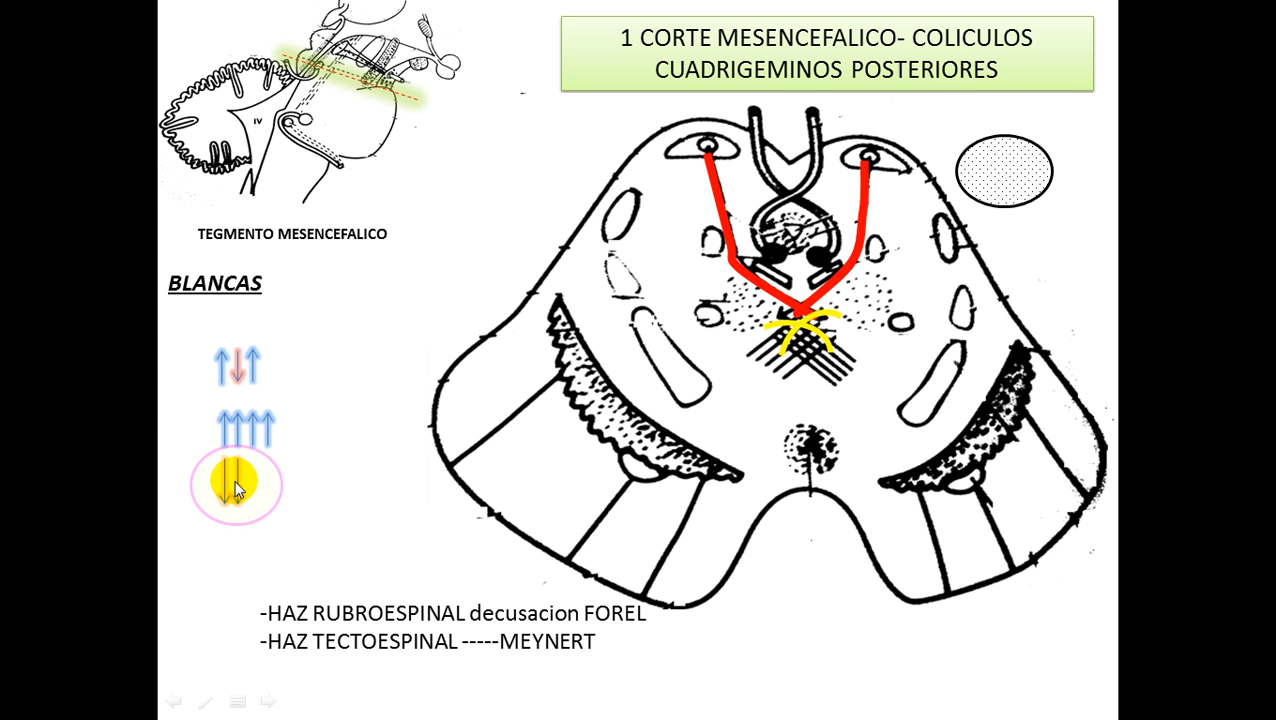 1 CORTE MESENCEFALICO- COLICULOS
CUADRIGEMINOS POSTERIORES
IV
TEGMENTO MESENCEFALICO
BLANCAS
-HAZ RUBROESPINAL decusacion FOREL
-HAZ TECTOESPINAL -----MEYNERT